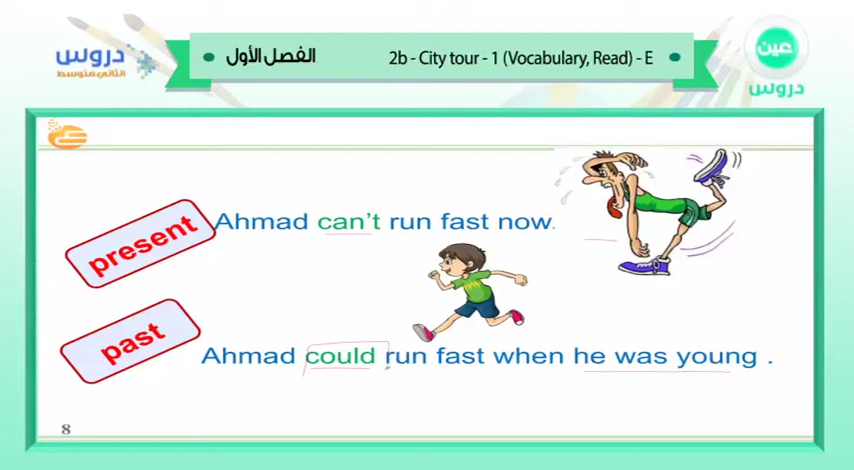 دروس
الثاني متوسط
الفصل الأول
2b - City tour - 1 (Vocabulary, Read) - E
عين
دروس
present
Ahmad can't run fast now.
past
Ahmad could run fast when he was young .
8